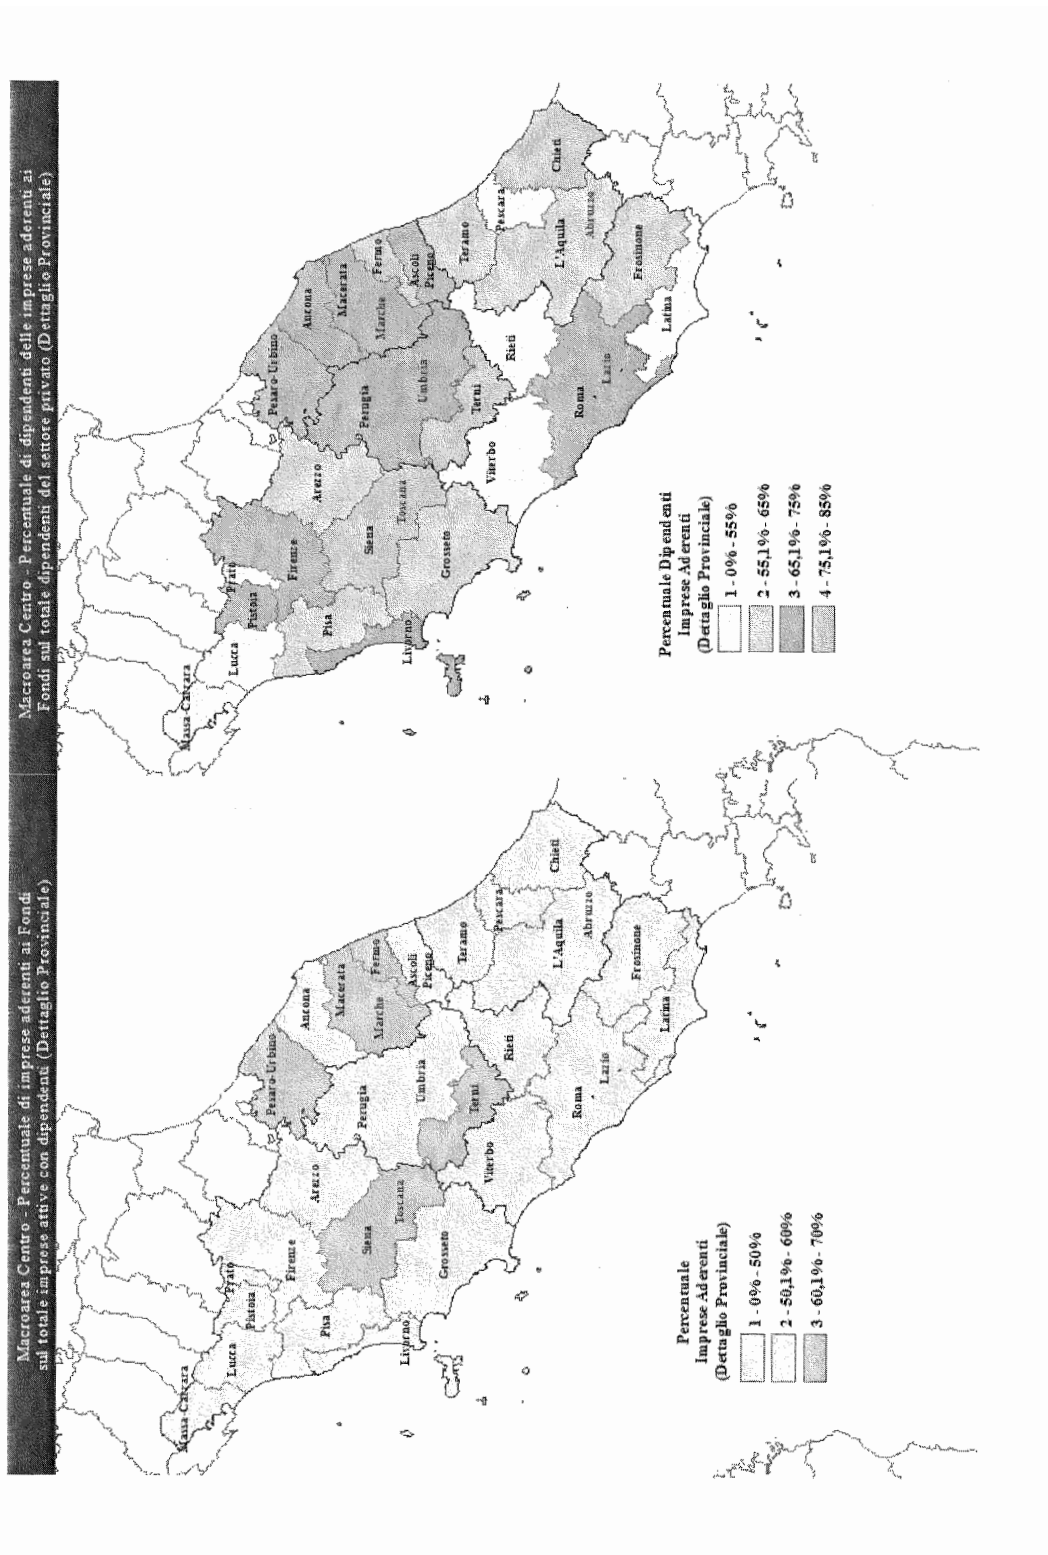 Macroarea Centro - Percentuale di imprese aderenti ai Fondi
sul totale imprese attive con dipendenti (Dettaglio Provinciale)
Massa-Carrara
Lucca
Prato
Pistoia
Firenze
Pisa
Livorno
Arezzo
Siena
Toscana
Grosseto
Pesaro-Urbino
Ancona
Macerata
Marche
Fermo
Ascoli
Piceno
Perugia
Umbria
Terni
Viterbo
Rieti
Roma
Lazio
Latina
Frosinone
Teramo
Pescara
L'Aquila
Abruzzo
Chieti
Percentuale
Imprese Aderenti
(Dettaglio Provinciale)
1 - 0% - 50%
2 - 50,1% - 60%
3 - 60,1% - 70%
Macroarea Centro - Percentuale di dipendenti delle imprese aderenti ai
Fondi sul totale dipendenti del settore privato (Dettaglio Provinciale)
Massa-Carrara
Lucca
Prato
Pistoia
Firenze
Pisa
Livorno
Arezzo
Siena
Toscana
Grosseto
Pesaro-Urbino
Ancona
Macerata
Marche
Fermo
Ascoli
Piceno
Perugia
Umbria
Terni
Viterbo
Rieti
Roma
Lazio
Latina
Frosinone
Teramo
Pescara
L'Aquila
Abruzzo
Chieti
Percentuale Dipendenti
Imprese Aderenti
(Dettaglio Provinciale)
1 - 0% - 55%
2 - 55,1% - 65%
3 - 65,1% - 75%
4 - 75,1% - 85%